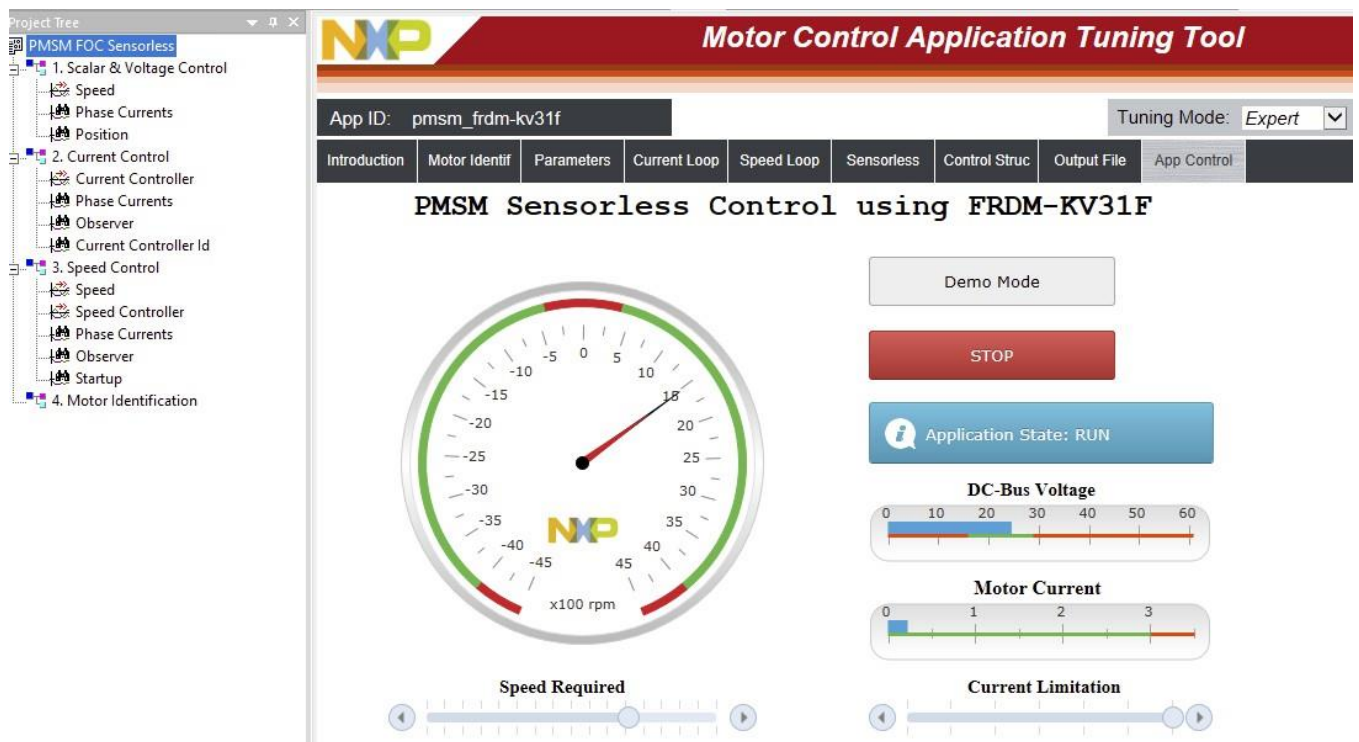 Project Tree
PMSM FOC Sensorless
1. Scalar & Voltage Control
Speed
Phase Currents
Position
2. Current Control
Current Controller
Phase Currents
Observer
Current Controller Id
3. Speed Control
Speed
Speed Controller
Phase Currents
Observer
Startup
4. Motor Identification
NXP
Motor Control Application Tuning Tool
App ID: pmsm_frdm-kv31f
Tuning Mode: Expert
Introduction Motor Identif Parameters Current Loop Speed Loop Sensorless Control Struc Output File App Control
PMSM Sensorless Control using FRDM-KV31F
-45 -40 -35 -30 -25 -20 -15 -10 -5 0 5 10 15 20 25 30 35 40 45
NXP
x100 rpm
Demo Mode
STOP
i Application State: RUN
DC-Bus Voltage
0 10 20 30 40 50 60
Motor Current
0 1 2 3
Speed Required
Current Limitation